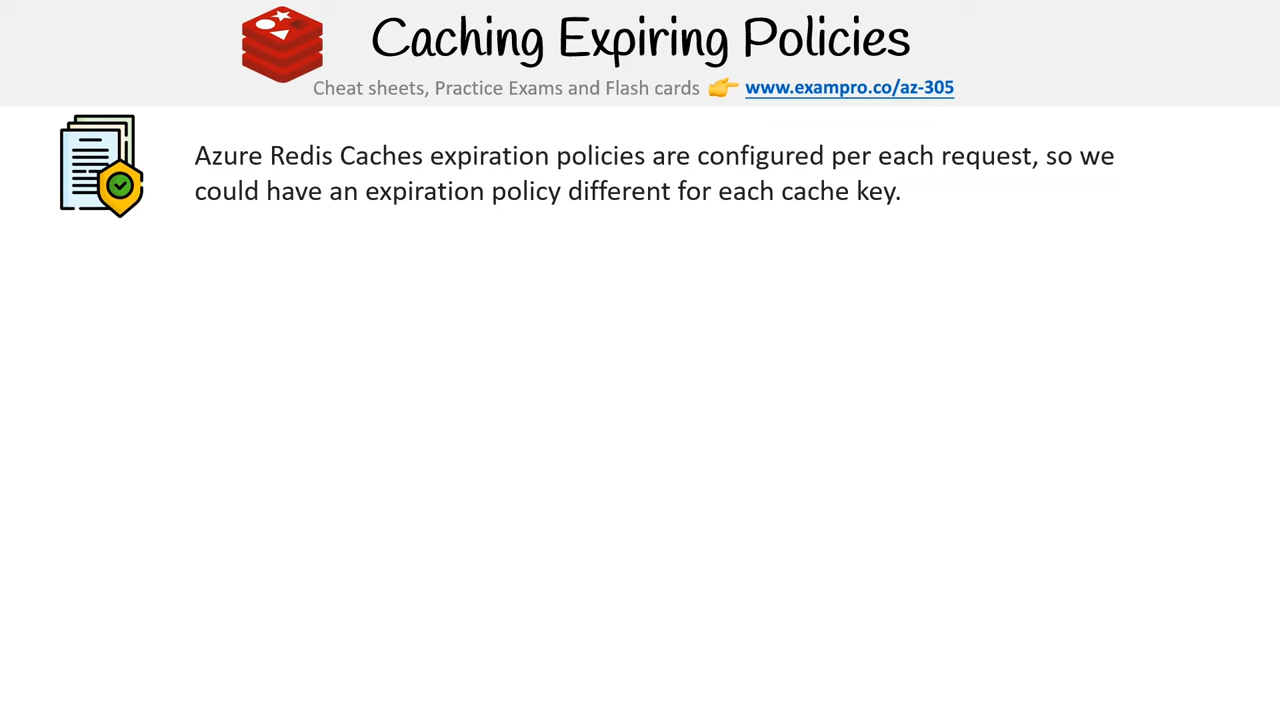 Caching Expiring Policies
Cheat sheets, Practice Exams and Flash cards 👉 www.exampro.co/az-305
Azure Redis Caches expiration policies are configured per each request, so we
could have an expiration policy different for each cache key.